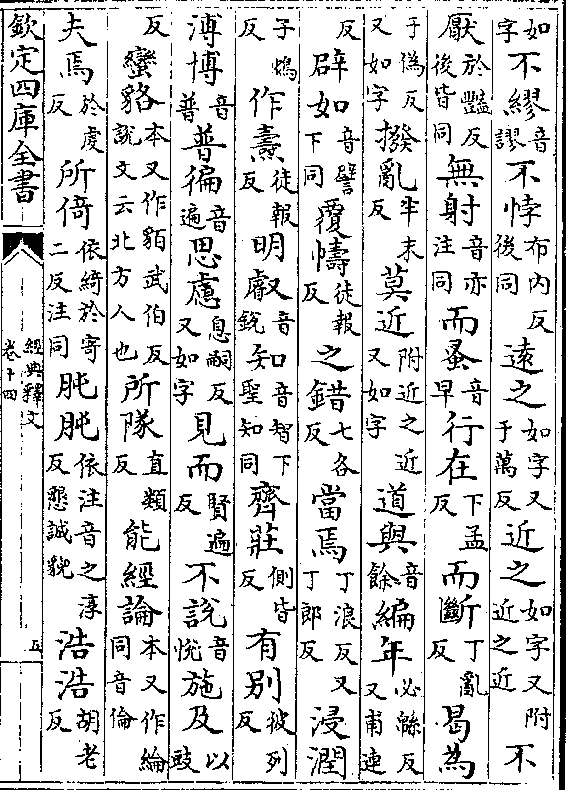 如字不繆音謬不悖布内反後同遠之如字又于萬反近之如字又附近之近不
厭於豔反後皆同無射音亦注同而蚤音早行在下孟反而斷丁亂反曷為
于偽反又如字撥亂半末反莫近附近之近又如字道與音餘編年必緜反又甫連
反辟如音譬下同覆幬徒報反之錯七各反當焉丁浪反又丁郎反浸潤
子鴆反作燾徒報反明叡音銳知音智下聖知同齊莊側皆反有别彼列反
溥博音普普徧音遍思慮息嗣反又如字見而賢遍反不說音悅施及以豉
反蠻貉本又作貊武伯反說文云北方人也所隊直類反能經論本又作綸同音倫
夫焉於虔反所倚依綺於寄二反注同肫肫依注音之淳反懇誠貌浩浩胡老反
欽定四庫全書
經典釋文
卷十四
五